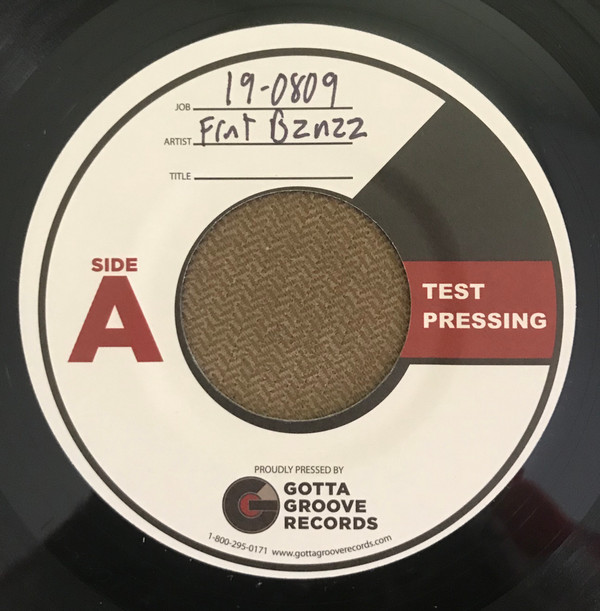 JOB 19-0809
ARTIST Frnt Bznzz
TITLE
SIDE
A
TEST
PRESSING
PROUDLY PRESSED BY
GOTTA
GROOVE
RECORDS
1-800-295-0171 www.gottagrooverecords.com